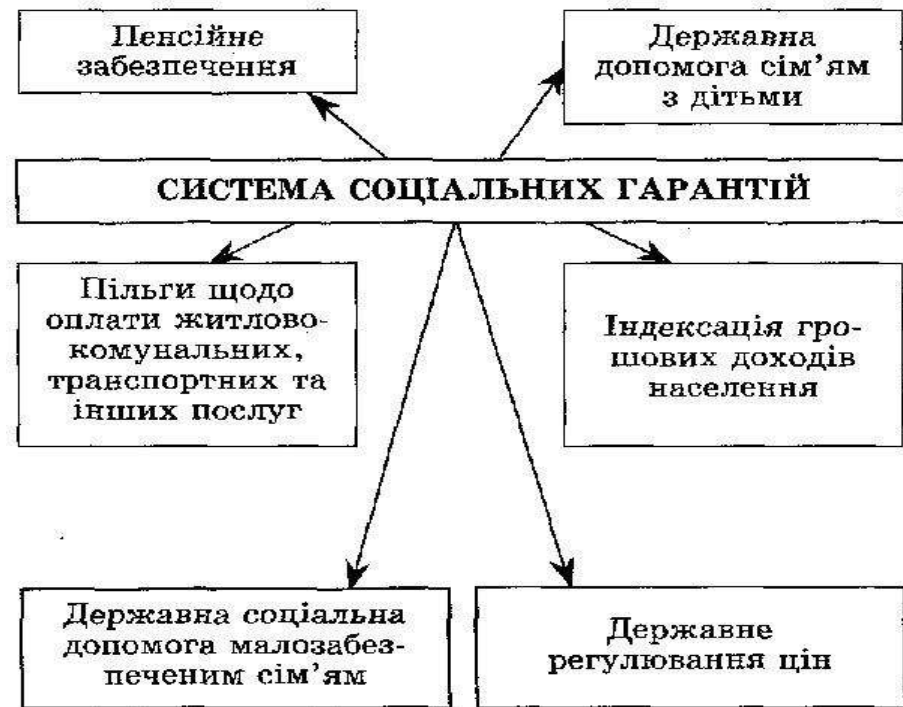 Пенсійне
забезпечення
Державна
допомога сім’ям
з дітьми
СИСТЕМА СОЦІАЛЬНИХ ГАРАНТІЙ
Пільги щодо
оплати житлово-
комунальних,
транспортних та
інших послуг
Індексація гро-
шових доходів
населення
Державна соціальна
допомога малозабез-
печеним сім’ям
Державне
регулювання цін